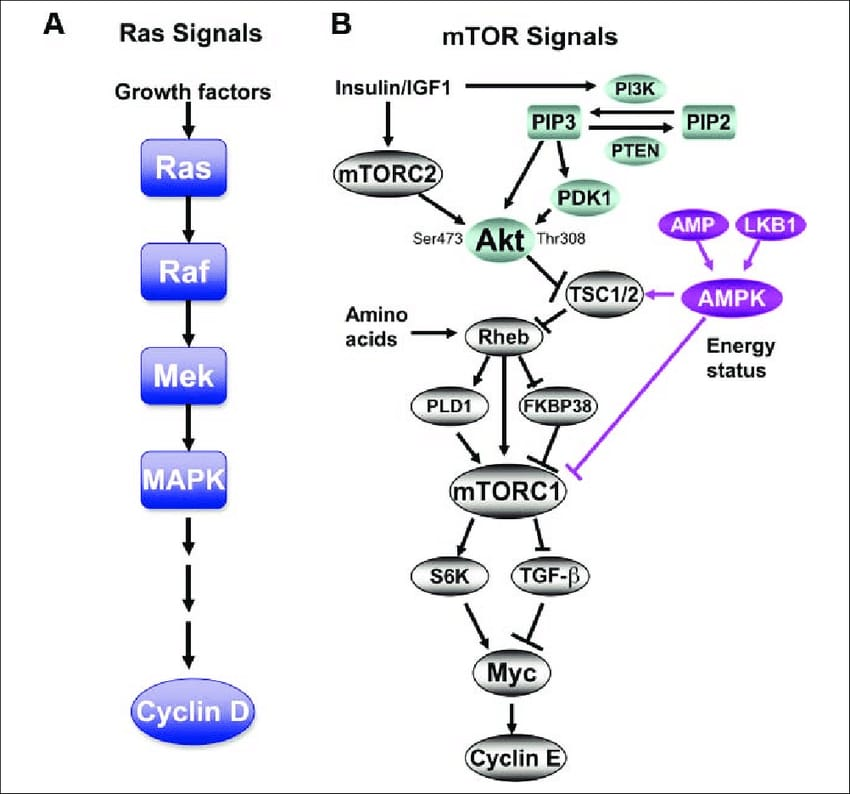 A
Ras Signals
Growth factors
Ras
Raf
Mek
MAPK
Cyclin D
B
mTOR Signals
Insulin/IGF1
PI3K
PIP3
PIP2
PTEN
mTORC2
PDK1
Ser473
Akt
Thr308
AMP
LKB1
TSC1/2
AMPK
Amino
acids
Rheb
Energy
status
PLD1
FKBP38
mTORC1
S6K
TGF-β
Myc
Cyclin E